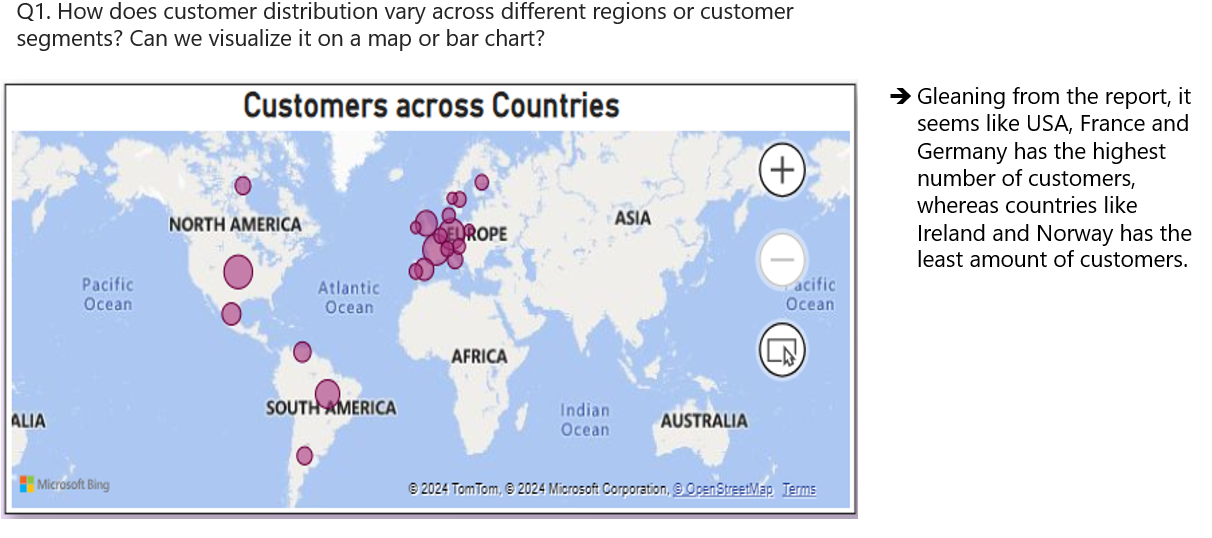 Q1. How does customer distribution vary across different regions or customer
segments? Can we visualize it on a map or bar chart?
Customers across Countries
➔ Gleaning from the report, it
seems like USA, France and
Germany has the highest
number of customers,
whereas countries like
Ireland and Norway has the
least amount of customers.
NORTH AMERICA
EUROPE
ASIA
Pacific
Ocean
Atlantic
Ocean
acific
Ocean
AFRICA
SOUTH AMERICA
Indian
Ocean
ALIA
AUSTRALIA
Microsoft Bing
© 2024 TomTom, © 2024 Microsoft Corporation, © OpenStreetMap Terms